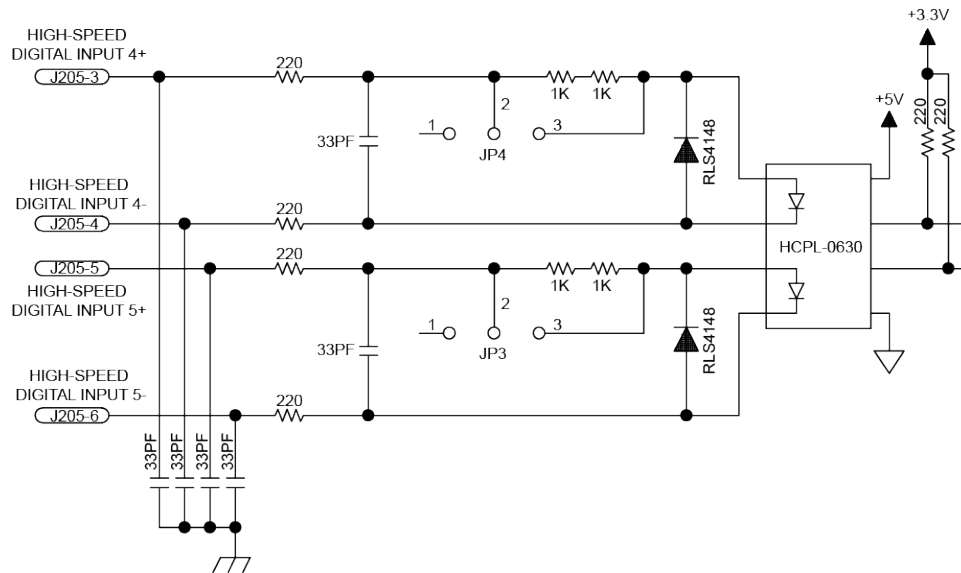 HIGH-SPEED
DIGITAL INPUT 4+
J205-3
220
33PF
1
2
3
JP4
1K
1K
RLS4148
+3.3V
+5V
220
220
HIGH-SPEED
DIGITAL INPUT 4-
J205-4
220
HCPL-0630
J205-5
HIGH-SPEED
DIGITAL INPUT 5+
220
33PF
1
2
3
JP3
1K
1K
RLS4148
HIGH-SPEED
DIGITAL INPUT 5-
J205-6
220
33PF
33PF
33PF
33PF